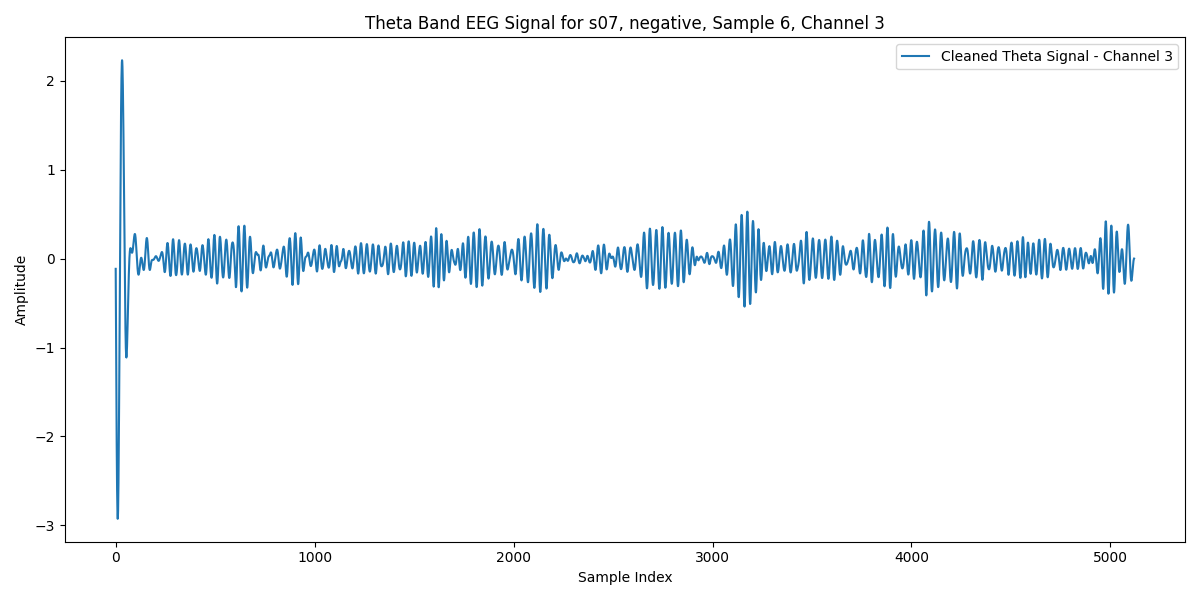 Theta Band EEG Signal for s07, negative, Sample 6, Channel 3
Cleaned Theta Signal - Channel 3
Amplitude
2
1
0
−1
−2
−3
0 1000 2000 3000 4000 5000
Sample Index